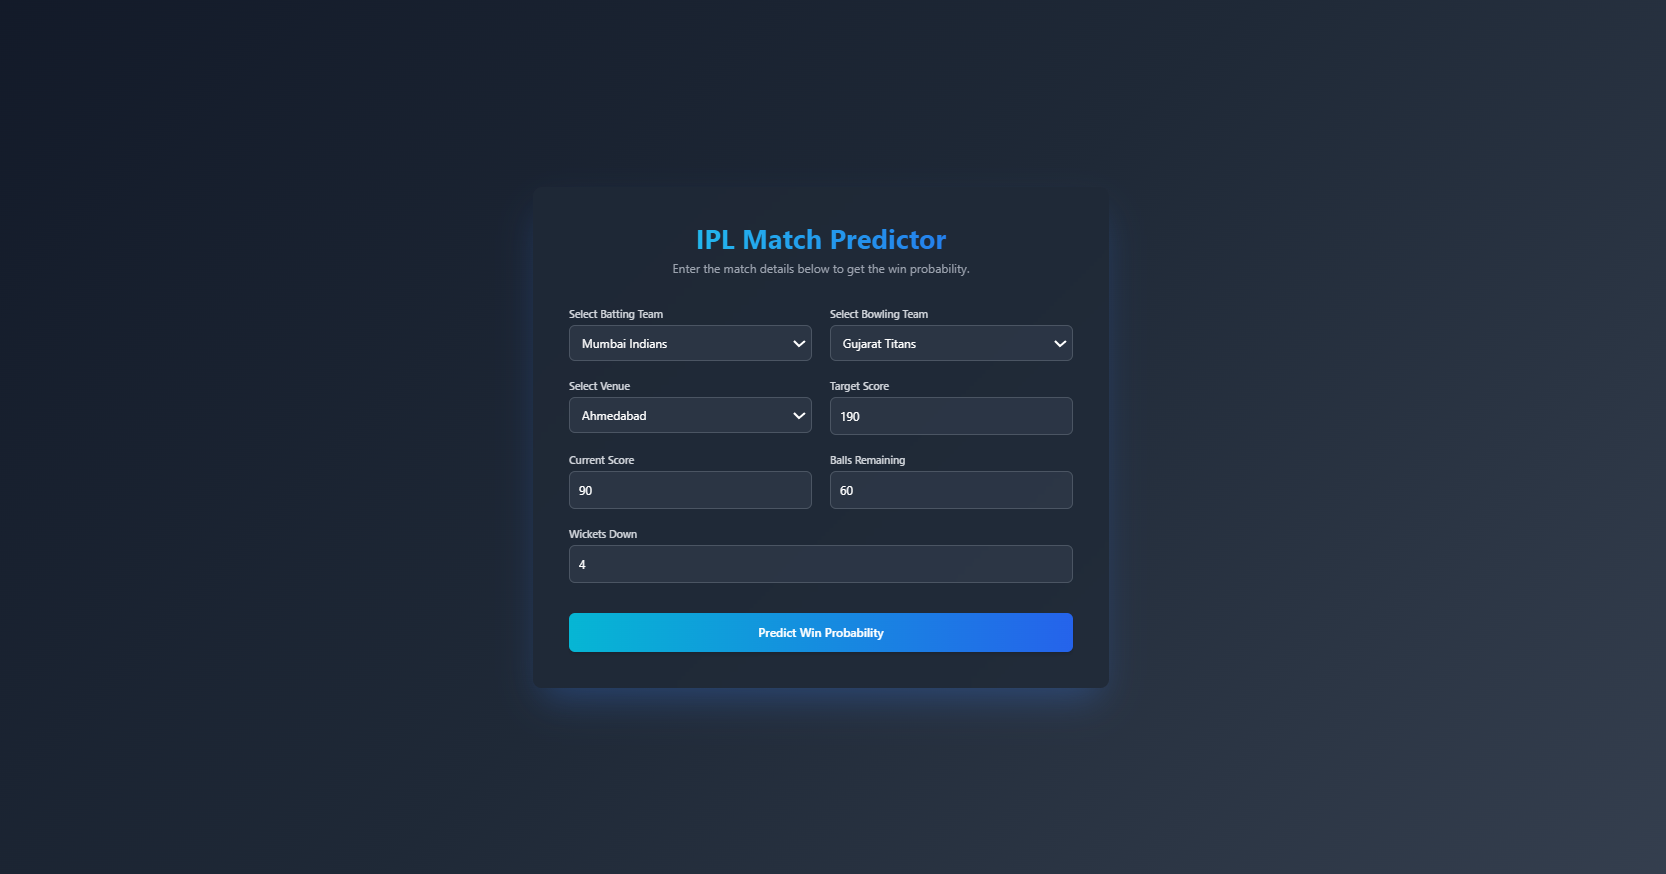 IPL Match Predictor
Enter the match details below to get the win probability.
Select Batting Team
Select Bowling Team
Mumbai Indians
Gujarat Titans
Select Venue
Target Score
Ahmedabad
190
Current Score
Balls Remaining
90
60
Wickets Down
4
Predict Win Probability